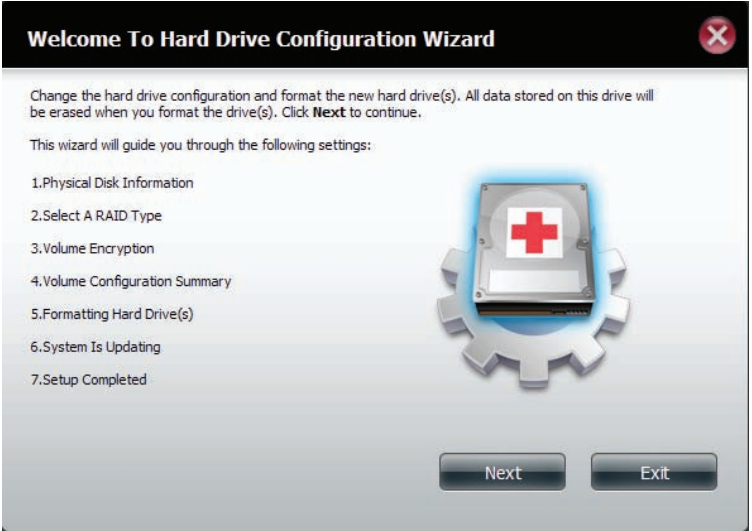 Welcome To Hard Drive Configuration Wizard
Change the hard drive configuration and format the new hard drive(s). All data stored on this drive will
be erased when you format the drive(s). Click Next to continue.
This wizard will guide you through the following settings:
1.Physical Disk Information
2.Select A RAID Type
3.Volume Encryption
4.Volume Configuration Summary
5.Formatting Hard Drive(s)
6.System Is Updating
7.Setup Completed
Next
Exit